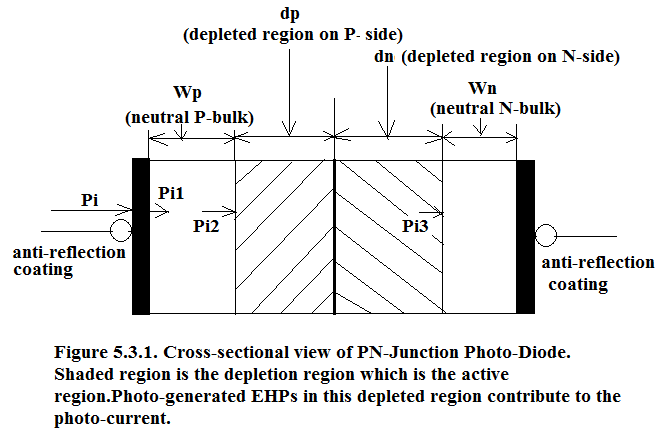 dp
(depleted region on P- side)
dn (depleted region on N-side)
Wp
(neutral P-bulk)
Wn
(neutral N-bulk)
Pi
Pi1
Pi2
Pi3
anti-reflection
coating
anti-reflection
coating
Figure 5.3.1. Cross-sectional view of PN-Junction Photo-Diode.
Shaded region is the depletion region which is the active
region.Photo-generated EHPs in this depleted region contribute to the
photo-current.